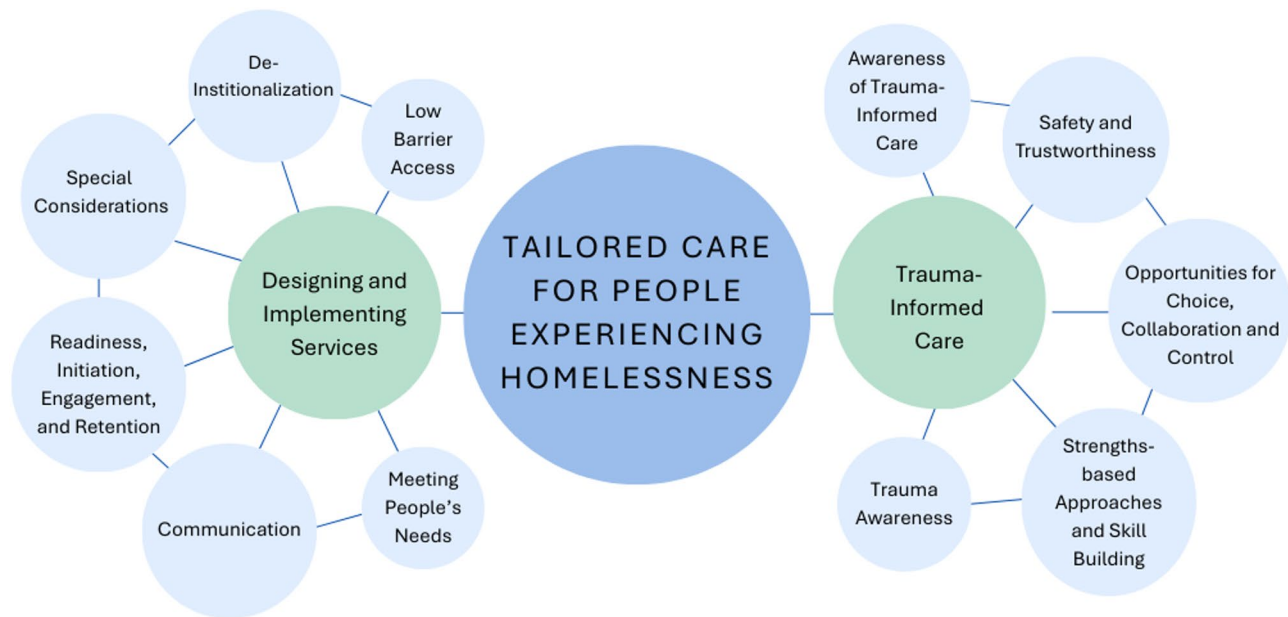 De-
Institionalization
Low
Barrier
Access
Special
Considerations
Designing and
Implementing
Services
Readiness,
Initiation,
Engagement,
and Retention
Communication
Meeting
People's
Needs
TAILORED CARE
FOR PEOPLE
EXPERIENCING
HOMELESSNESS
Awareness
of Trauma-
Informed
Care
Safety and
Trustworthiness
Trauma-
Informed
Care
Opportunities for
Choice,
Collaboration and
Control
Trauma
Awareness
Strengths-
based
Approaches
and Skill
Building